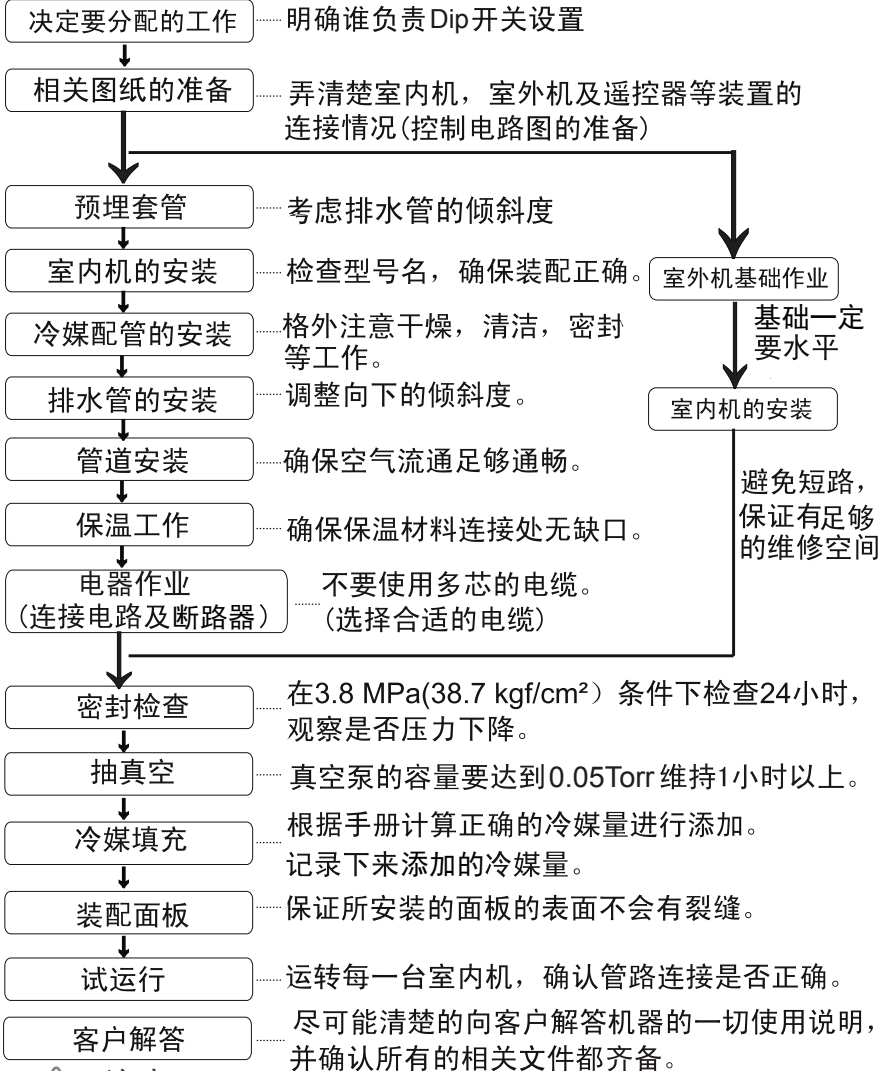 决定要分配的工作
明确谁负责Dip开关设置
相关图纸的准备
弄清楚室内机，室外机及遥控器等装置的
连接情况(控制电路图的准备)
预埋套管
考虑排水管的倾斜度
室内机的安装
检查型号名，确保装配正确。
冷媒配管的安装
格外注意干燥，清洁，密封
等工作。
排水管的安装
调整向下的倾斜度。
管道安装
确保空气流通足够通畅。
保温工作
确保保温材料连接处无缺口。
电器作业
(连接电路及断路器)
不要使用多芯的电缆。
(选择合适的电缆)
室外机基础作业
基础一定
要水平
室内机的安装
避免短路，
保证有足够
的维修空间
密封检查
在3.8 MPa(38.7 kgf/cm²）条件下检查24小时，
观察是否压力下降。
抽真空
真空泵的容量要达到0.05Torr维持1小时以上。
冷媒填充
根据手册计算正确的冷媒量进行添加。
记录下来添加的冷媒量。
装配面板
保证所安装的面板的表面不会有裂缝。
试运行
运转每一台室内机，确认管路连接是否正确。
客户解答
尽可能清楚的向客户解答机器的一切使用说明，
并确认所有的相关文件都齐备。